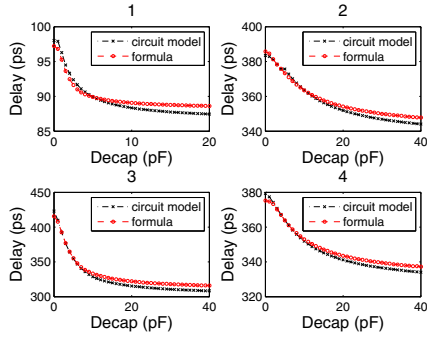 1
100
95
90
85
Delay (ps)
circuit model
formula
0
10
20
Decap (pF)
2
400
380
360
340
Delay (ps)
circuit model
formula
0
20
40
Decap (pF)
3
450
400
350
300
Delay (ps)
circuit model
formula
0
20
40
Decap (pF)
4
380
360
340
320
Delay (ps)
circuit model
formula
0
20
40
Decap (pF)